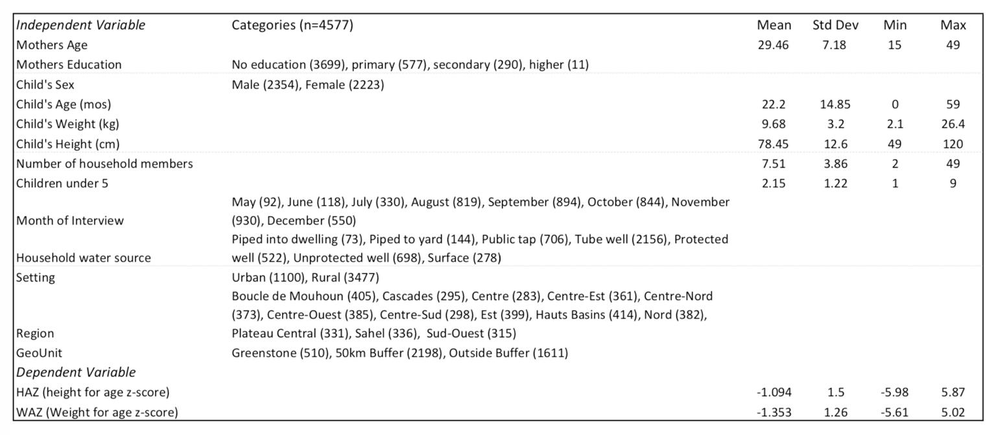 Independent Variable Categories (n=4577) Mean Std Dev Min Max
Mothers Age 29.46 7.18 15 49
Mothers Education No education (3699), primary (577), secondary (290), higher (11)
Child's Sex Male (2354), Female (2223)
Child's Age (mos) 22.2 14.85 0 59
Child's Weight (kg) 9.68 3.2 2.1 26.4
Child's Height (cm) 78.45 12.6 49 120
Number of household members 7.51 3.86 2 49
Children under 5 2.15 1.22 1 9
May (92), June (118), July (330), August (819), September (894), October (844), November
Month of Interview (930), December (550)
Piped into dwelling (73), Piped to yard (144), Public tap (706), Tube well (2156), Protected
Household water source well (522), Unprotected well (698), Surface (278)
Setting Urban (1100), Rural (3477)
Boucle de Mouhoun (405), Cascades (295), Centre (283), Centre-Est (361), Centre-Nord
(373), Centre-Ouest (385), Centre-Sud (298), Est (399), Hauts Basins (414), Nord (382),
Region Plateau Central (331), Sahel (336), Sud-Ouest (315)
GeoUnit Greenstone (510), 50km Buffer (2198), Outside Buffer (1611)
Dependent Variable
HAZ (height for age z-score) -1.094 1.5 -5.98 5.87
WAZ (Weight for age z-score) -1.353 1.26 -5.61 5.02